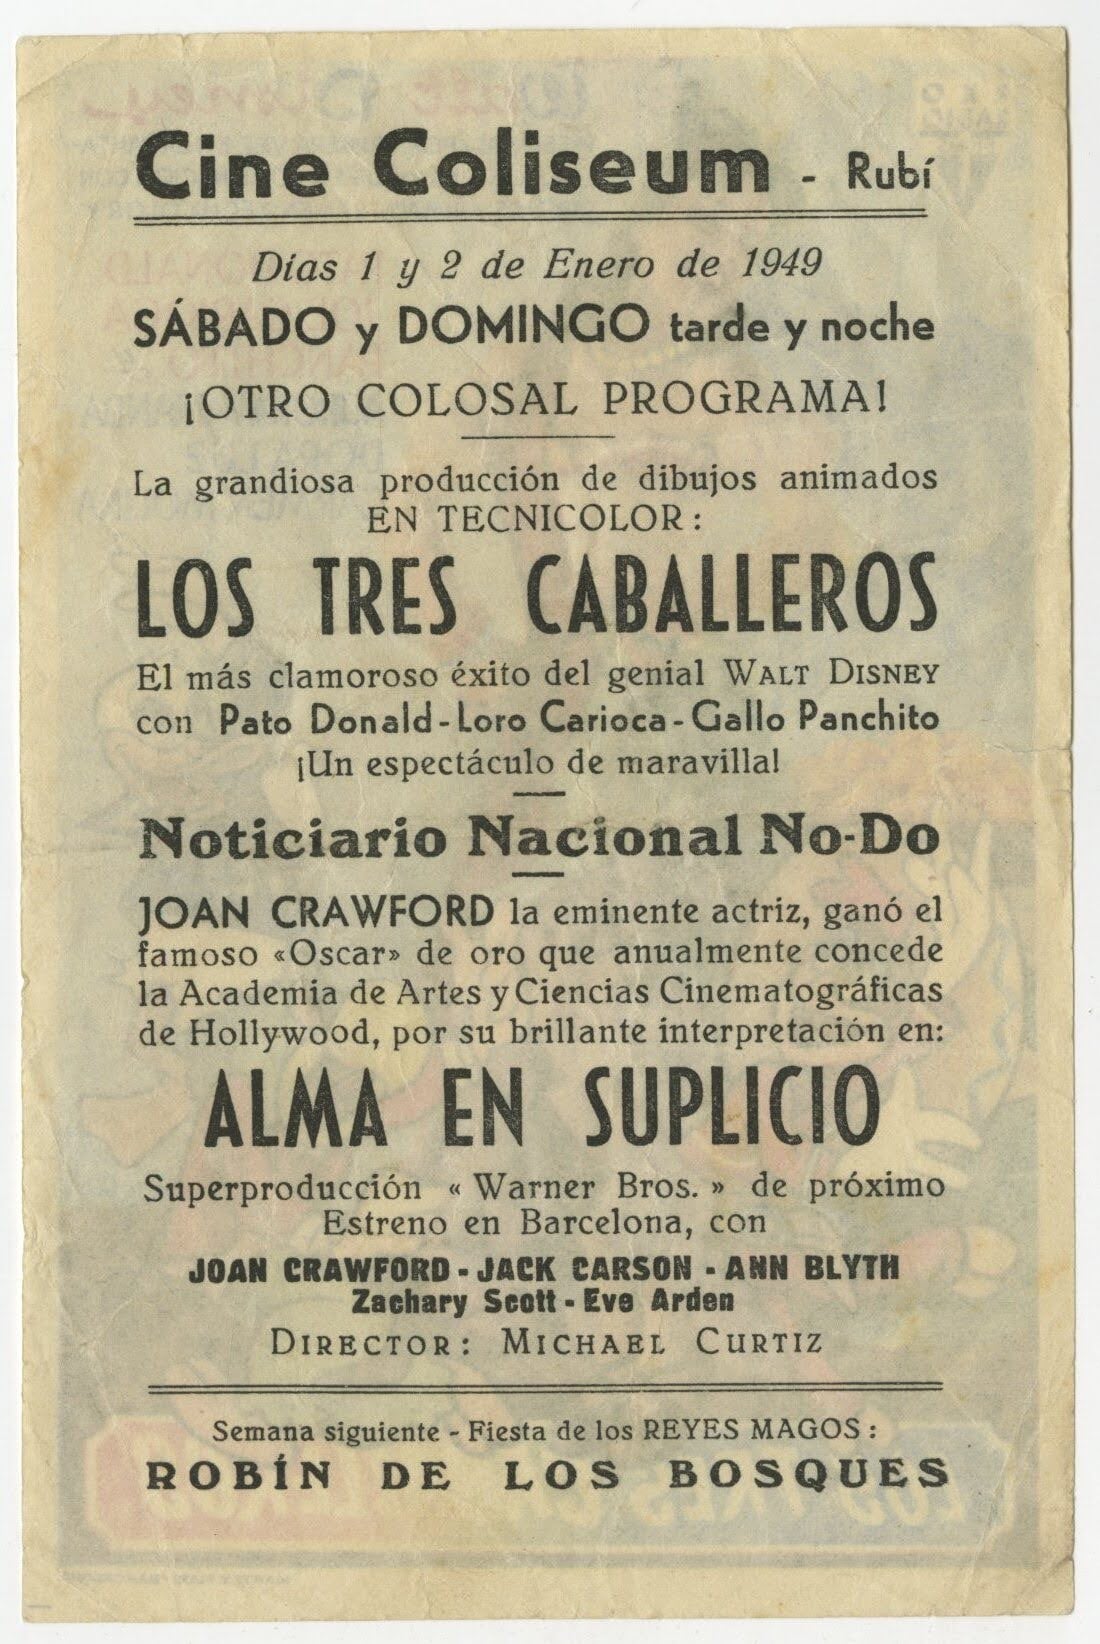 Cine Coliseum - Rubí
Días 1 y 2 de Enero de 1949
SÁBADO y DOMINGO tarde y noche
¡OTRO COLOSAL PROGRAMA!
La grandiosa producción de dibujos animados
EN TECNICOLOR:
LOS TRES CABALLEROS
El más clamoroso éxito del genial WALT DISNEY
con Pato Donald - Loro Carioca - Gallo Panchito
¡Un espectáculo de maravilla!
Noticiario Nacional No-Do
JOAN CRAWFORD la eminente actriz, ganó el
famoso «Oscar» de oro que anualmente concede
la Academia de Artes y Ciencias Cinematográficas
de Hollywood, por su brillante interpretación en:
ALMA EN SUPLICIO
Superproducción « Warner Bros. » de próximo
Estreno en Barcelona, con
JOAN CRAWFORD - JACK CARSON - ANN BLYTH
Zachary Scott - Eve Arden
DIRECTOR: MICHAEL CURTIZ
Semana siguiente - Fiesta de los REYES MAGOS:
ROBÍN DE LOS BOSQUES